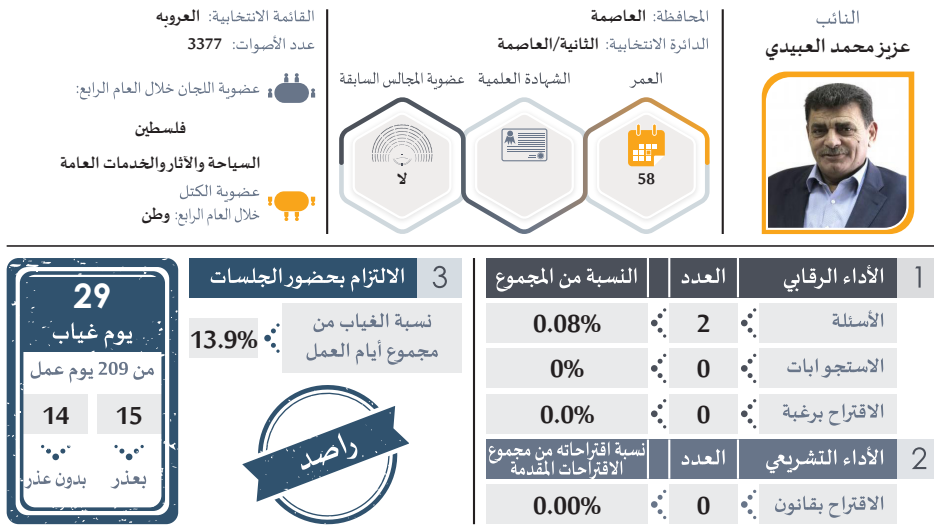 النائب
عزيز محمد العبيدي
المحافظة: العاصمة
الدائرة الانتخابية: الثانية/العاصمة
العمر
58
الشهادة العلمية
عضوية المجالس السابقة
لا
القائمة الانتخابية: العروبه
عدد الأصوات: 3377
عضوية اللجان خلال العام الرابع:
فلسطين
السياحة والآثار والخدمات العامة
عضوية الكتل
خلال العام الرابع: وطن
1 الأداء الرقابي العدد النسبة من المجموع
الأسئلة 2 0.08%
الاستجوابات 0 0%
الاقتراح برغبة 0 0.0%
2 الأداء التشريعي العدد نسبة اقتراحاته من مجموع
الاقتراحات المقدمة
الاقتراح بقانون 0 0.00%
3 الالتزام بحضور الجلسات
نسبة الغياب من
مجموع أيام العمل
13.9%
راصد
29
يوم غياب
من 209 يوم عمل
15 14
بعذر بدون عذر